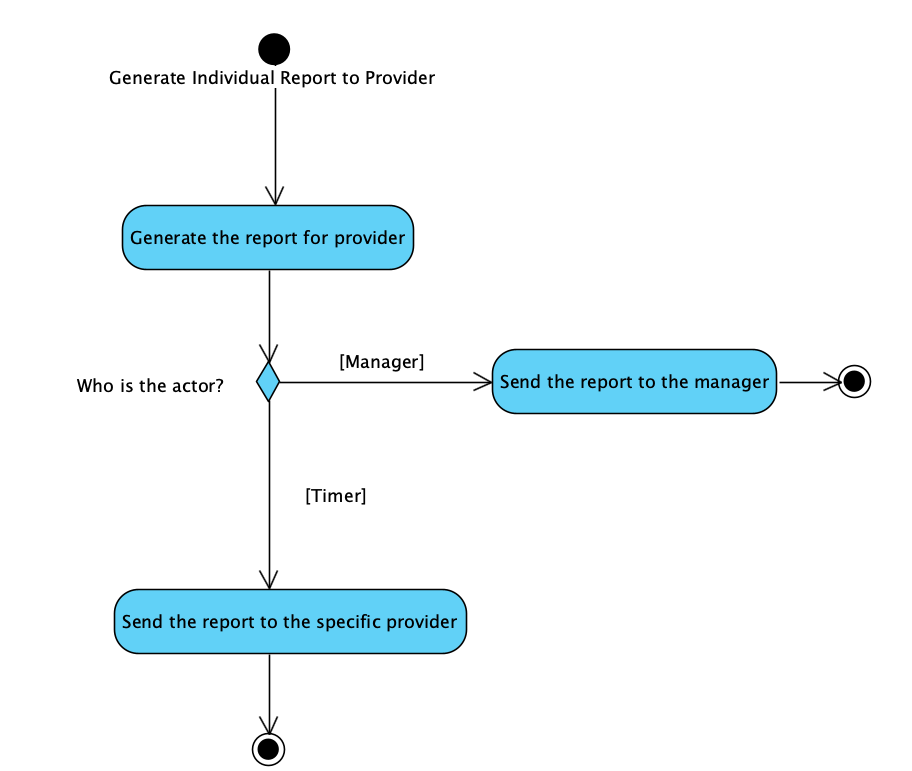 Generate Individual Report to Provider
Generate the report for provider
[Manager]
Who is the actor?
Send the report to the manager
[Timer]
Send the report to the specific provider